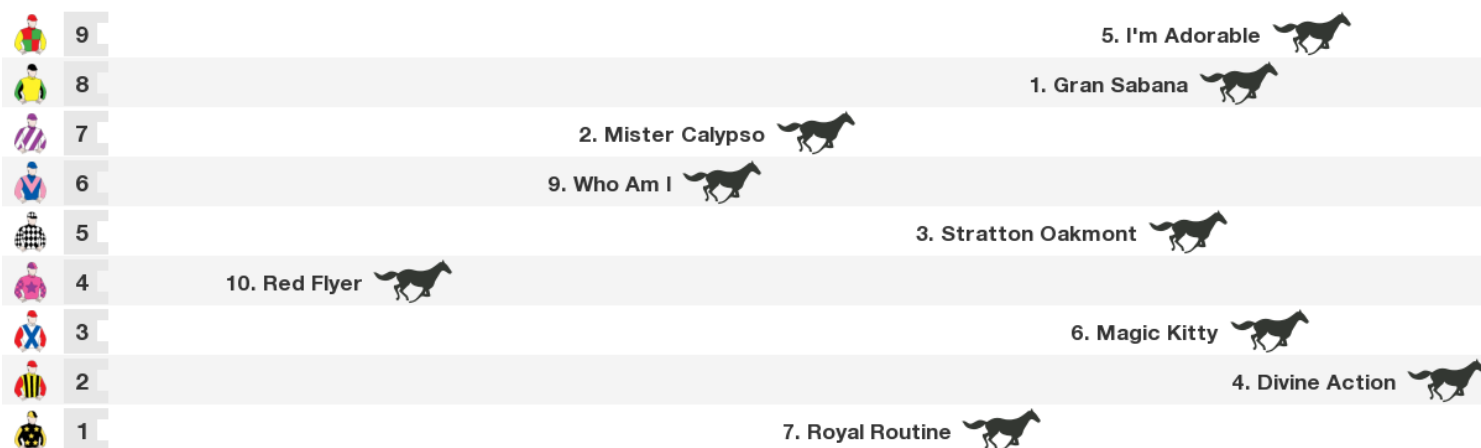 9 5. I'm Adorable
8 1. Gran Sabana
7 2. Mister Calypso
6 9. Who Am I
5 3. Stratton Oakmont
4 10. Red Flyer
3 6. Magic Kitty
2 4. Divine Action
1 7. Royal Routine